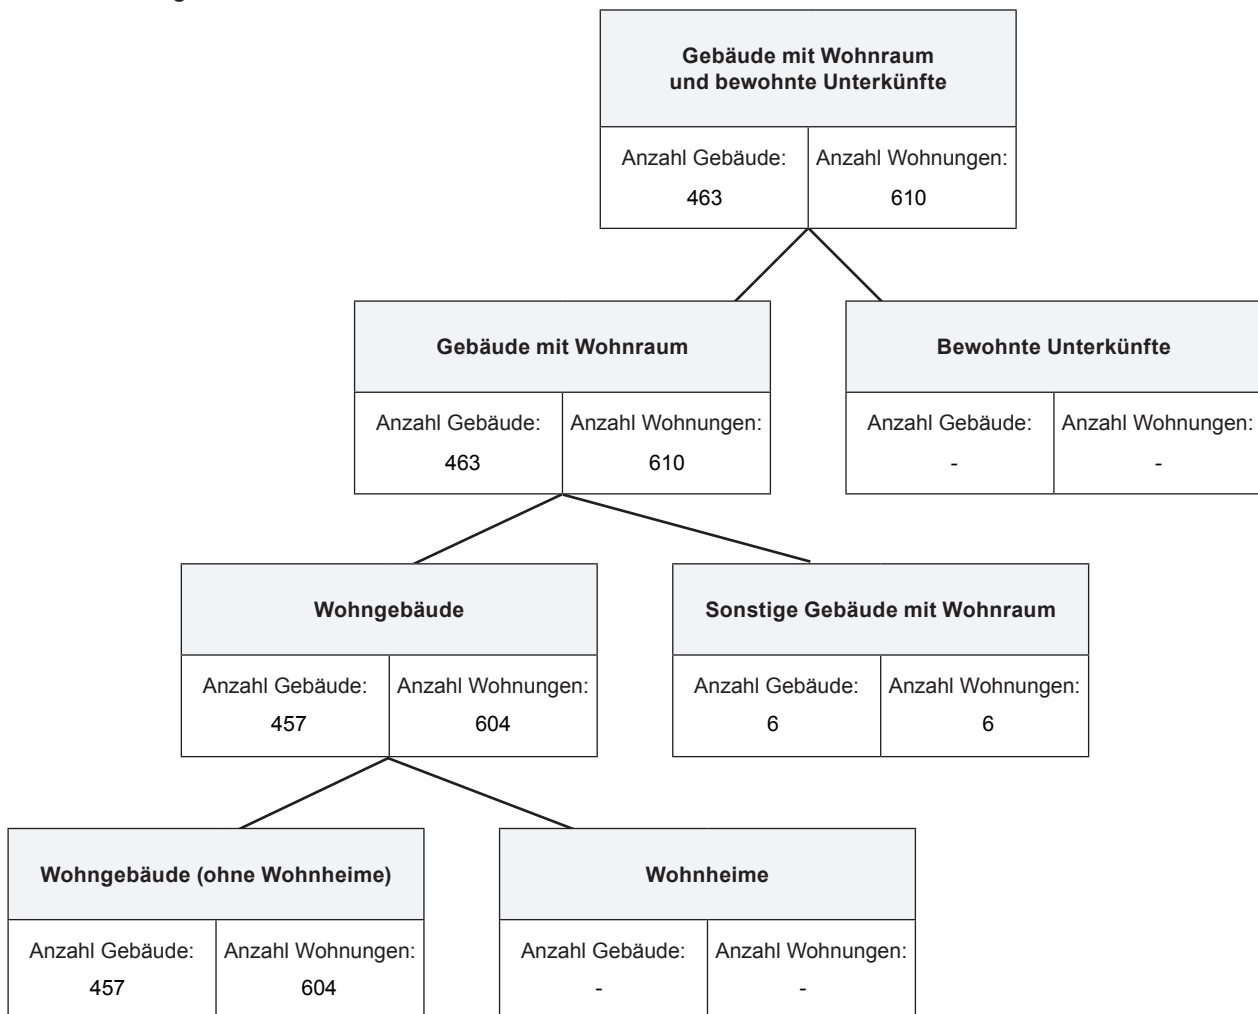 Gebäude mit Wohnraum
und bewohnte Unterkünfte
Anzahl Gebäude: Anzahl Wohnungen:
463 610
Gebäude mit Wohnraum
Anzahl Gebäude: Anzahl Wohnungen:
463 610
Bewohnte Unterkünfte
Anzahl Gebäude: Anzahl Wohnungen:
- -
Wohngebäude
Anzahl Gebäude: Anzahl Wohnungen:
457 604
Sonstige Gebäude mit Wohnraum
Anzahl Gebäude: Anzahl Wohnungen:
6 6
Wohngebäude (ohne Wohnheime)
Anzahl Gebäude: Anzahl Wohnungen:
457 604
Wohnheime
Anzahl Gebäude: Anzahl Wohnungen:
- -